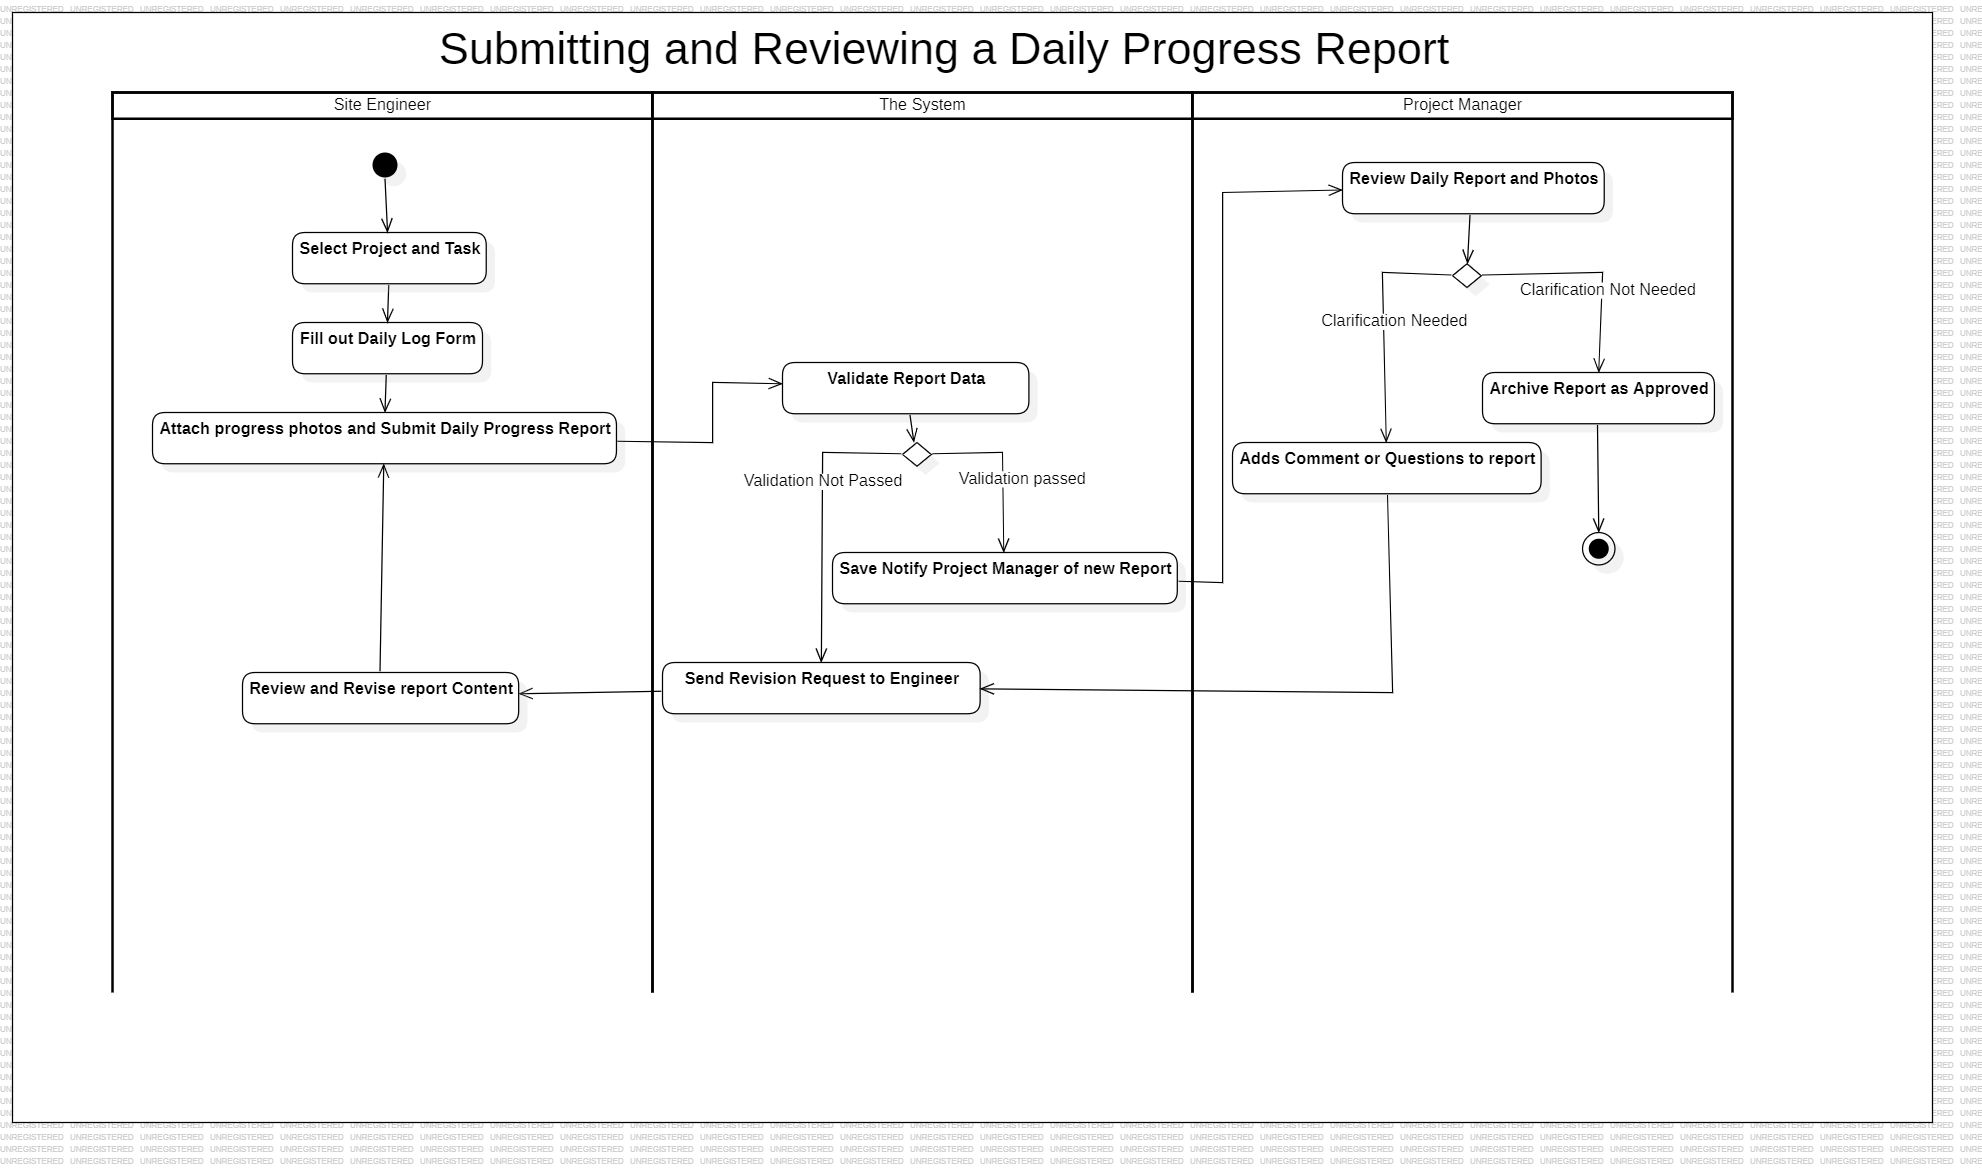 Submitting and Reviewing a Daily Progress Report
Site Engineer
The System
Project Manager
Select Project and Task
Fill out Daily Log Form
Attach progress photos and Submit Daily Progress Report
Review and Revise report Content
Validate Report Data
Validation Not Passed
Validation passed
Save Notify Project Manager of new Report
Send Revision Request to Engineer
Review Daily Report and Photos
Clarification Not Needed
Clarification Needed
Archive Report as Approved
Adds Comment or Questions to report
UNREGISTERED